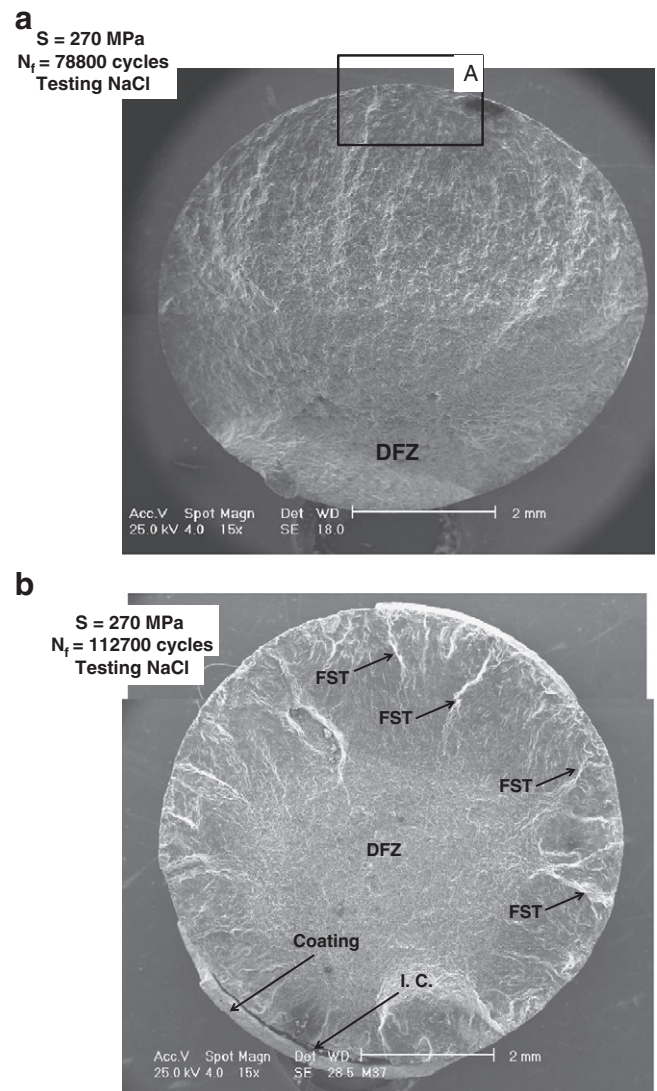 a
S = 270 MPa
Nf = 78800 cycles
Testing NaCl
A
DFZ
Acc.V Spot Magn Det WD 2 mm
25.0 kV 4.0 15x SE 18.0
b
S = 270 MPa
Nf = 112700 cycles
Testing NaCl
FST
FST
FST
DFZ
FST
Coating
I. C.
Acc.V Spot Magn Det WD 2 mm
25.0 kV 4.0 15x SE 28.5 M37